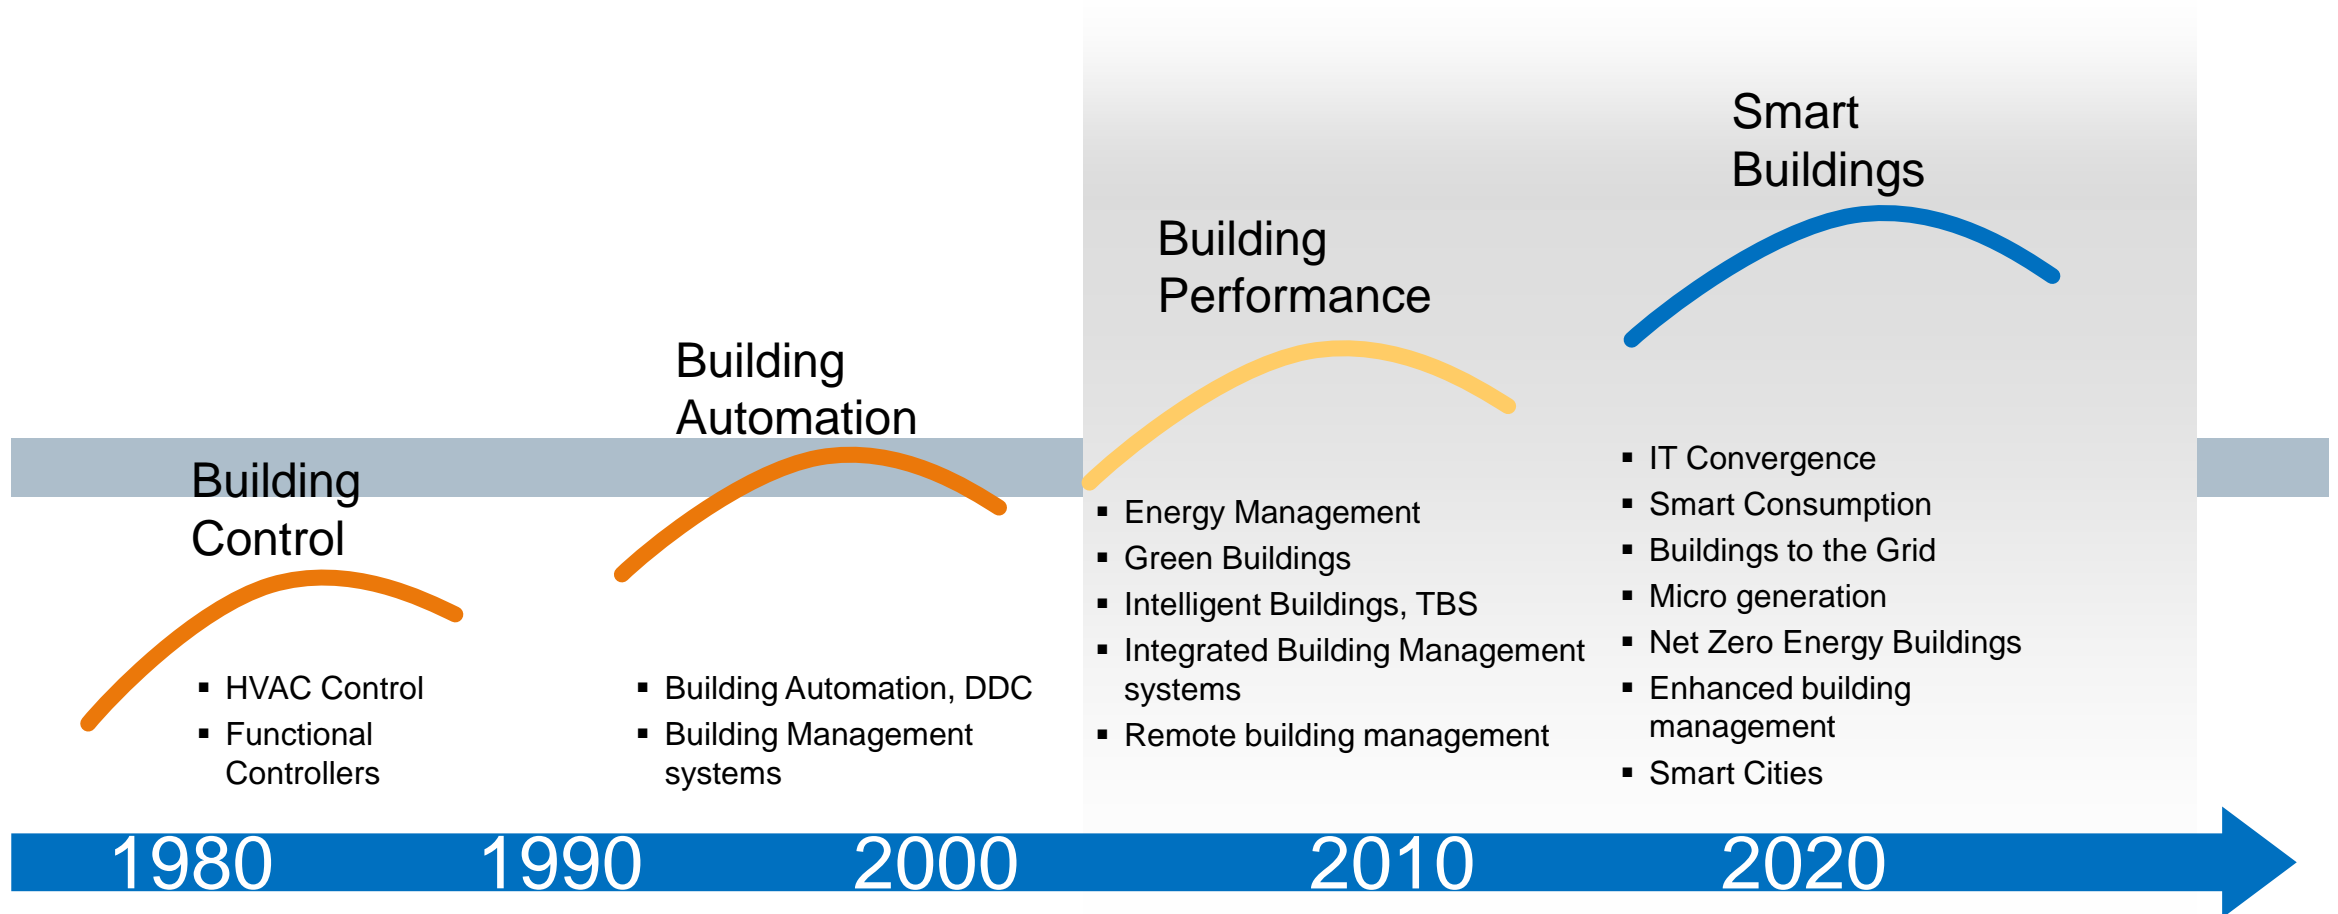 Building
Control
▪ HVAC Control
▪ Functional
Controllers
Building
Automation
▪ Building Automation, DDC
▪ Building Management
systems
Building
Performance
▪ Energy Management
▪ Green Buildings
▪ Intelligent Buildings, TBS
▪ Integrated Building Management
systems
▪ Remote building management
Smart
Buildings
▪ IT Convergence
▪ Smart Consumption
▪ Buildings to the Grid
▪ Micro generation
▪ Net Zero Energy Buildings
▪ Enhanced building
management
▪ Smart Cities
1980 1990 2000 2010 2020